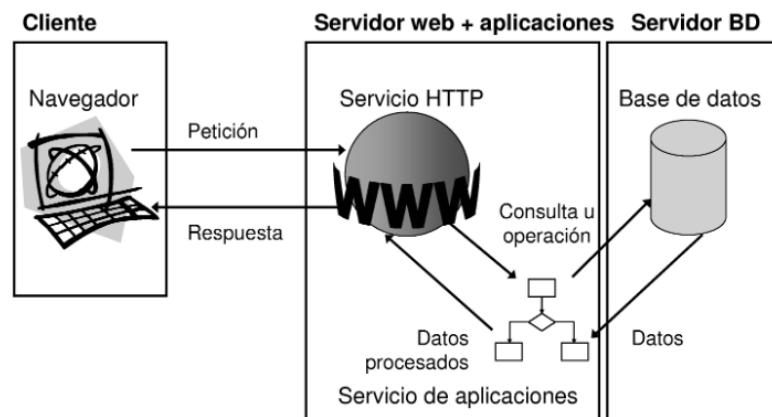 Cliente
Servidor web + aplicaciones
Servidor BD
Navegador
Servicio HTTP
Base de datos
Petición
WWW
Respuesta
Consulta u
operación
Datos
procesados
Datos
Servicio de aplicaciones